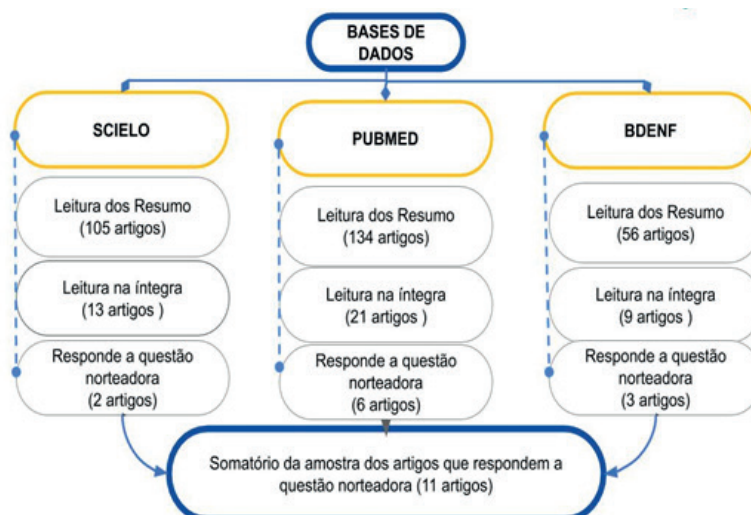 BASES DE
DADOS
SCIELO
Leitura dos Resumo
(105 artigos)
Leitura na íntegra
(13 artigos )
Responde a questão
norteadora
(2 artigos)
PUBMED
Leitura dos Resumo
(134 artigos)
Leitura na íntegra
(21 artigos )
Responde a questão
norteadora
(6 artigos)
BDENF
Leitura dos Resumo
(56 artigos)
Leitura na íntegra
(9 artigos )
Responde a questão
norteadora
(3 artigos)
Somatório da amostra dos artigos que respondem a
questão norteadora (11 artigos)